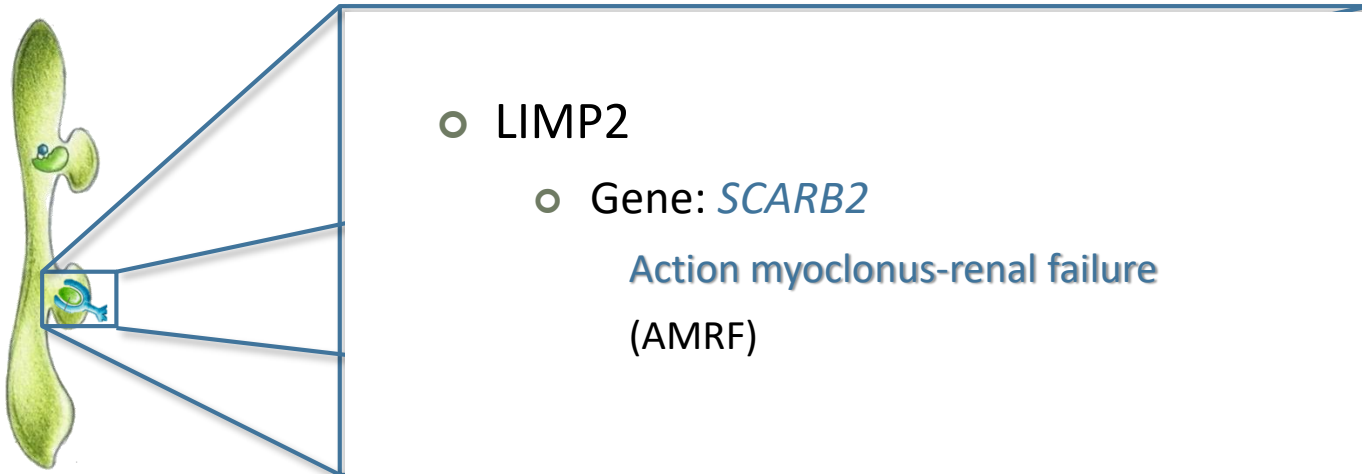 LIMP2
Gene: SCARB2
Action myoclonus-renal failure
(AMRF)